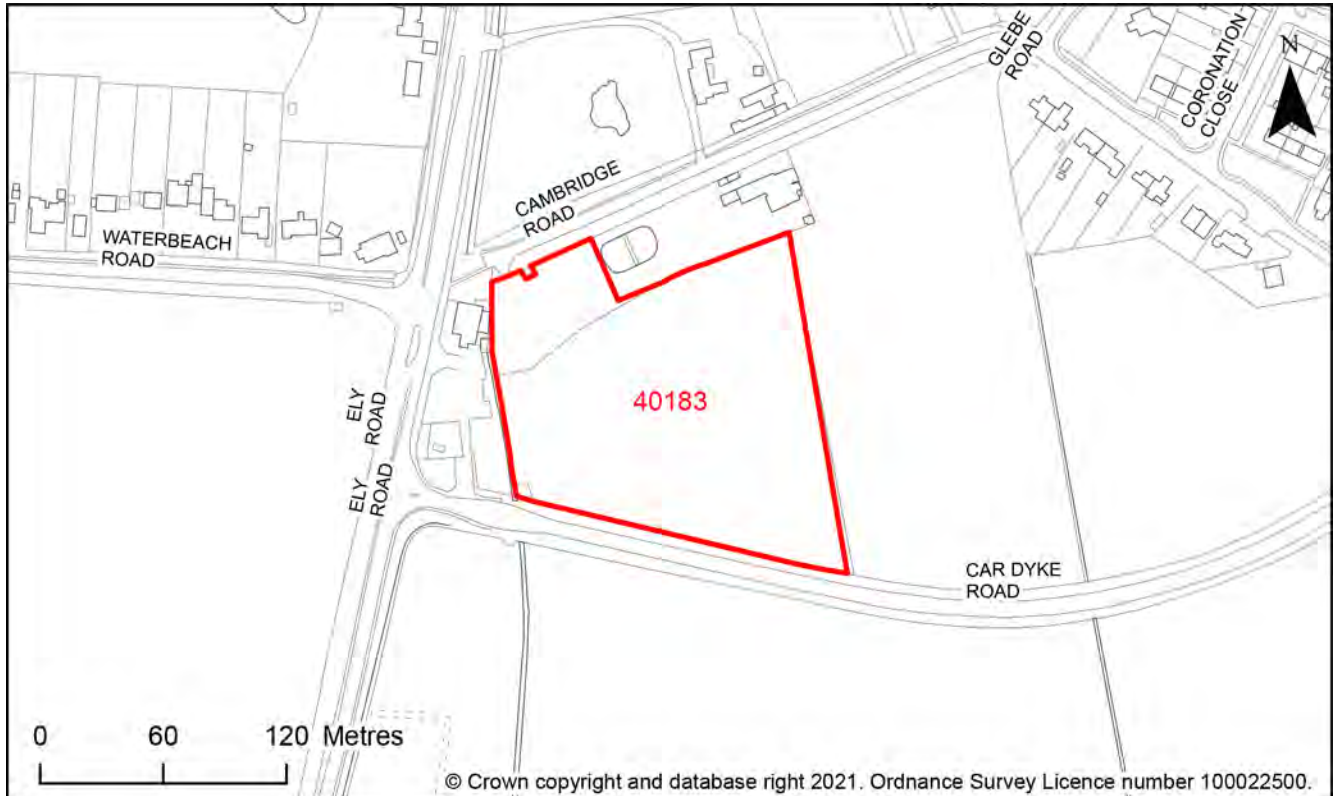 GLEBE
ROAD
CORONATION
CLOSE
N
CAMBRIDGE
ROAD
WATERBEACH
ROAD
40183
ELY
ROAD
ELY
ROAD
CAR DYKE
ROAD
0 60 120 Metres
© Crown copyright and database right 2021. Ordnance Survey Licence number 100022500.